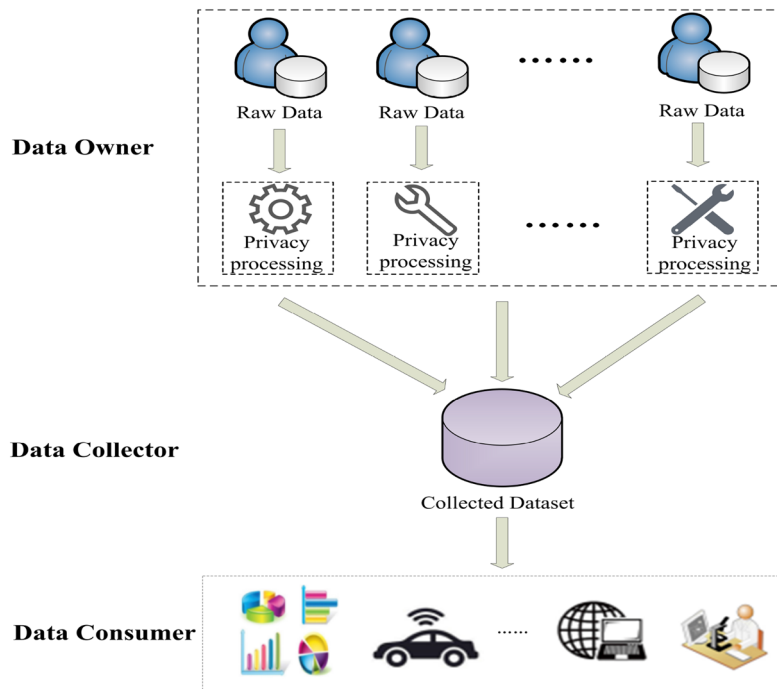 Raw Data
Raw Data
......
Raw Data
Data Owner
Privacy
processing
Privacy
processing
......
Privacy
processing
Data Collector
Collected Dataset
Data Consumer
......